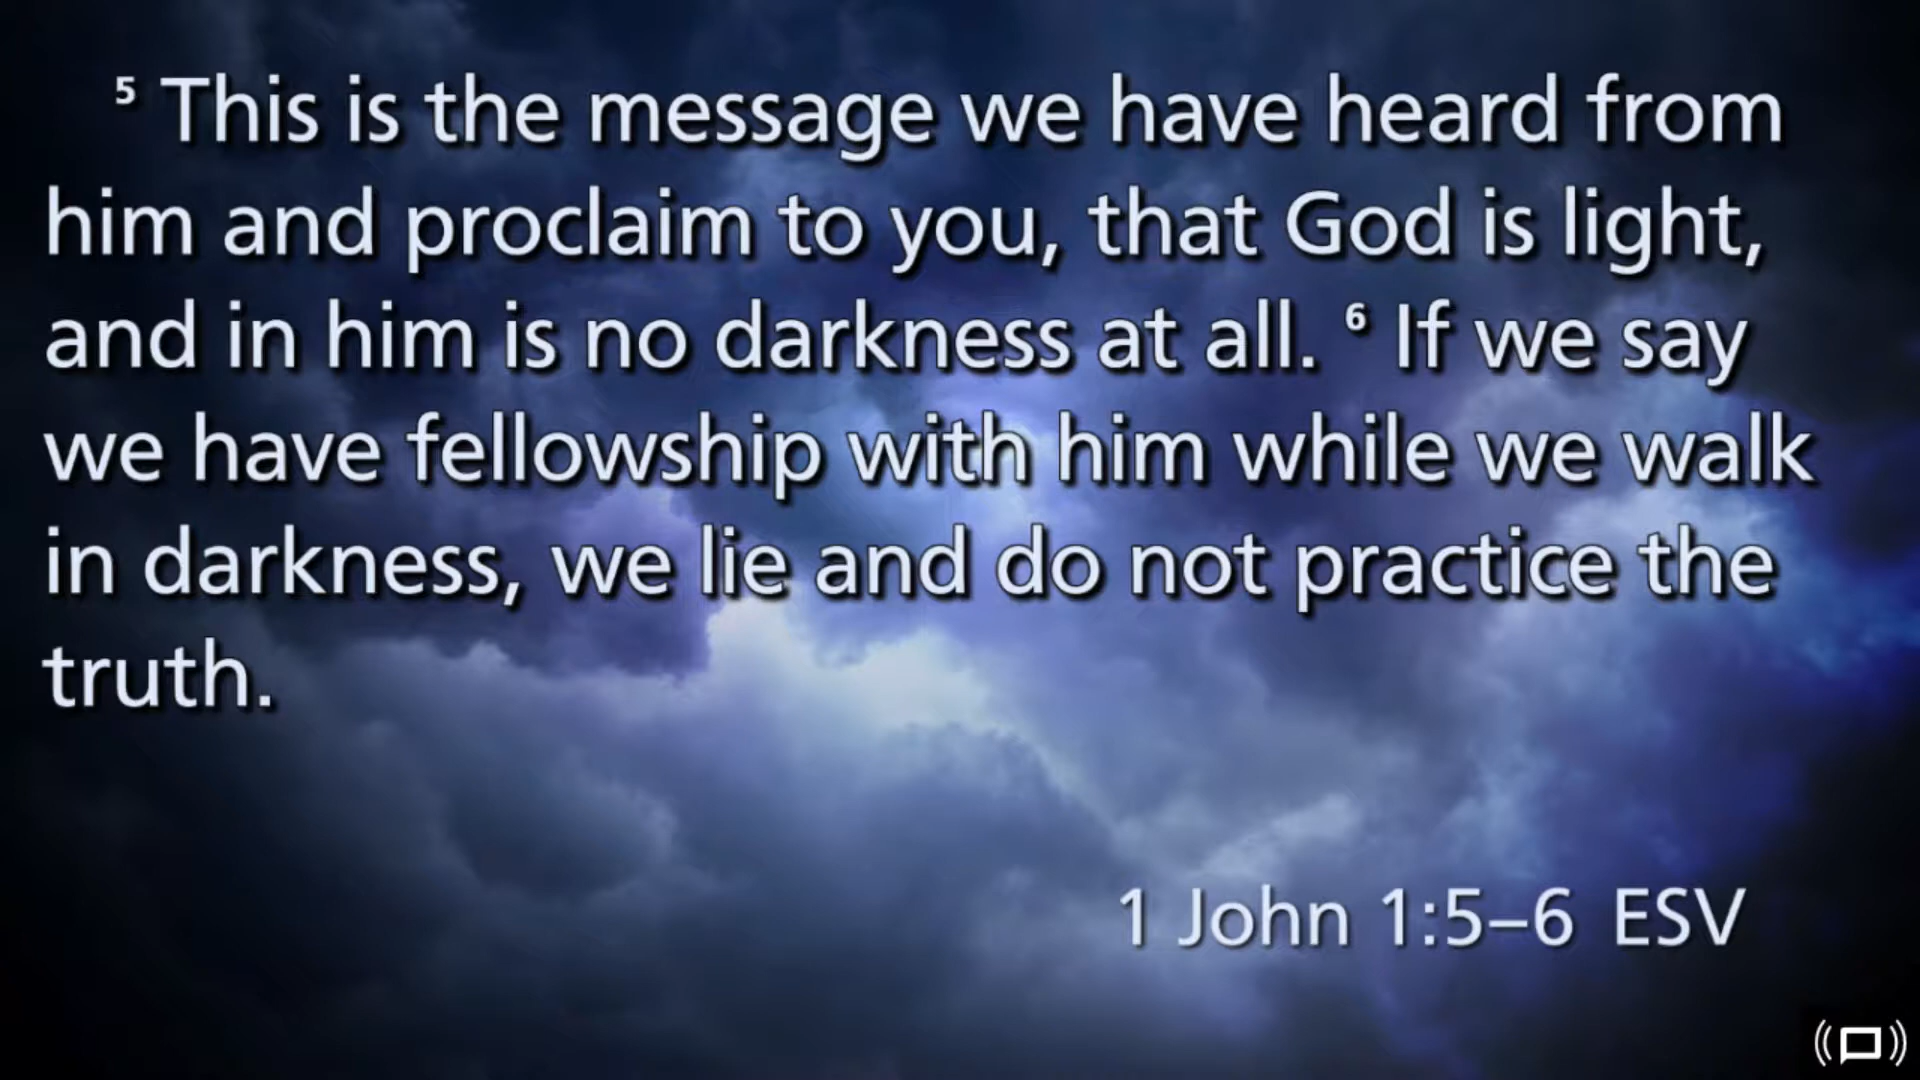 ⁵ This is the message we have heard from
him and proclaim to you, that God is light,
and in him is no darkness at all. ⁶ If we say
we have fellowship with him while we walk
in darkness, we lie and do not practice the
truth.
1 John 1:5–6 ESV